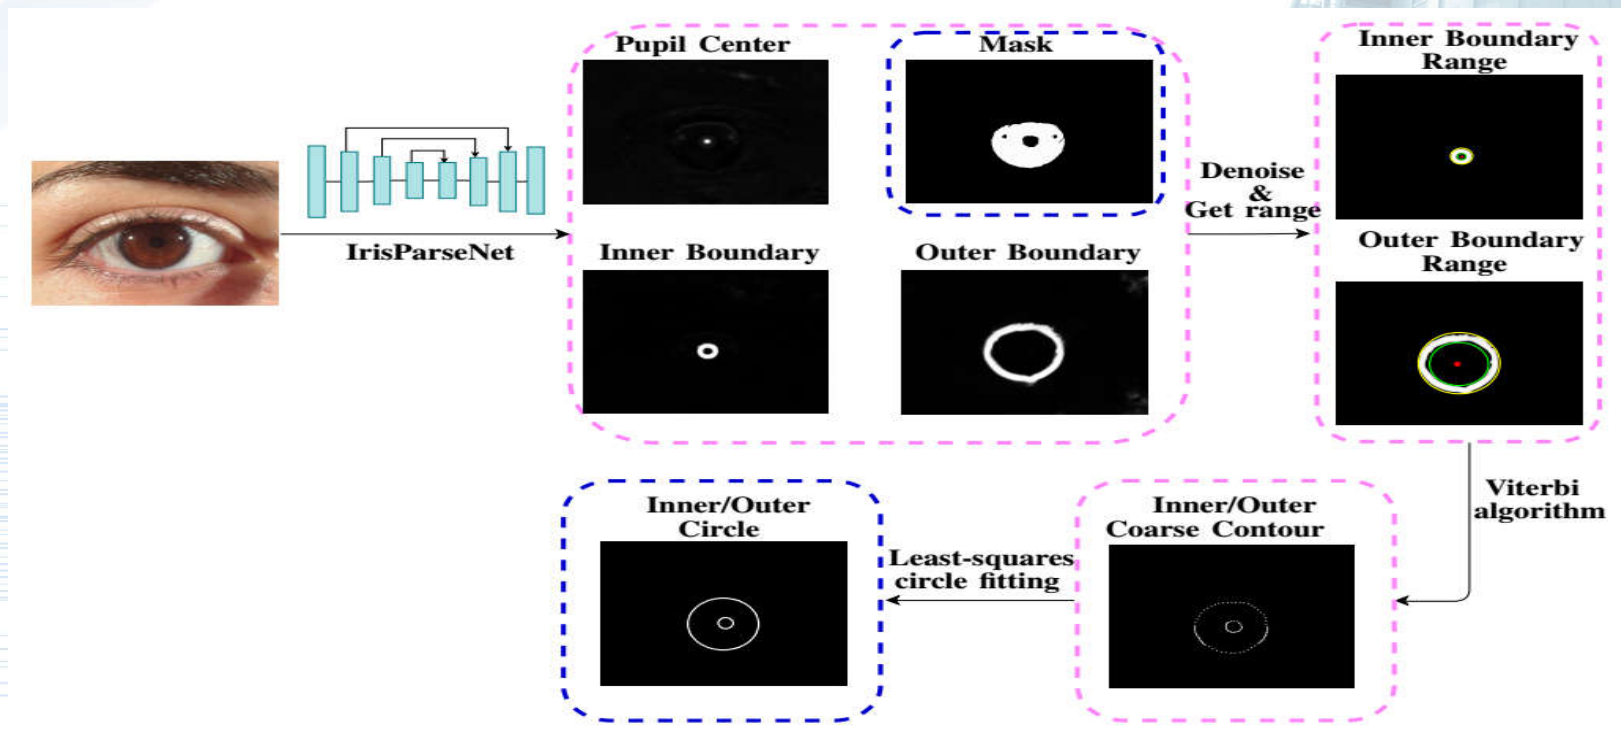 Pupil Center
Mask
Inner Boundary
Range
Denoise
&
Get range
IrisParseNet
Inner Boundary
Outer Boundary
Outer Boundary
Range
Viterbi
algorithm
Inner/Outer
Coarse Contour
Least-squares
circle fitting
Inner/Outer
Circle